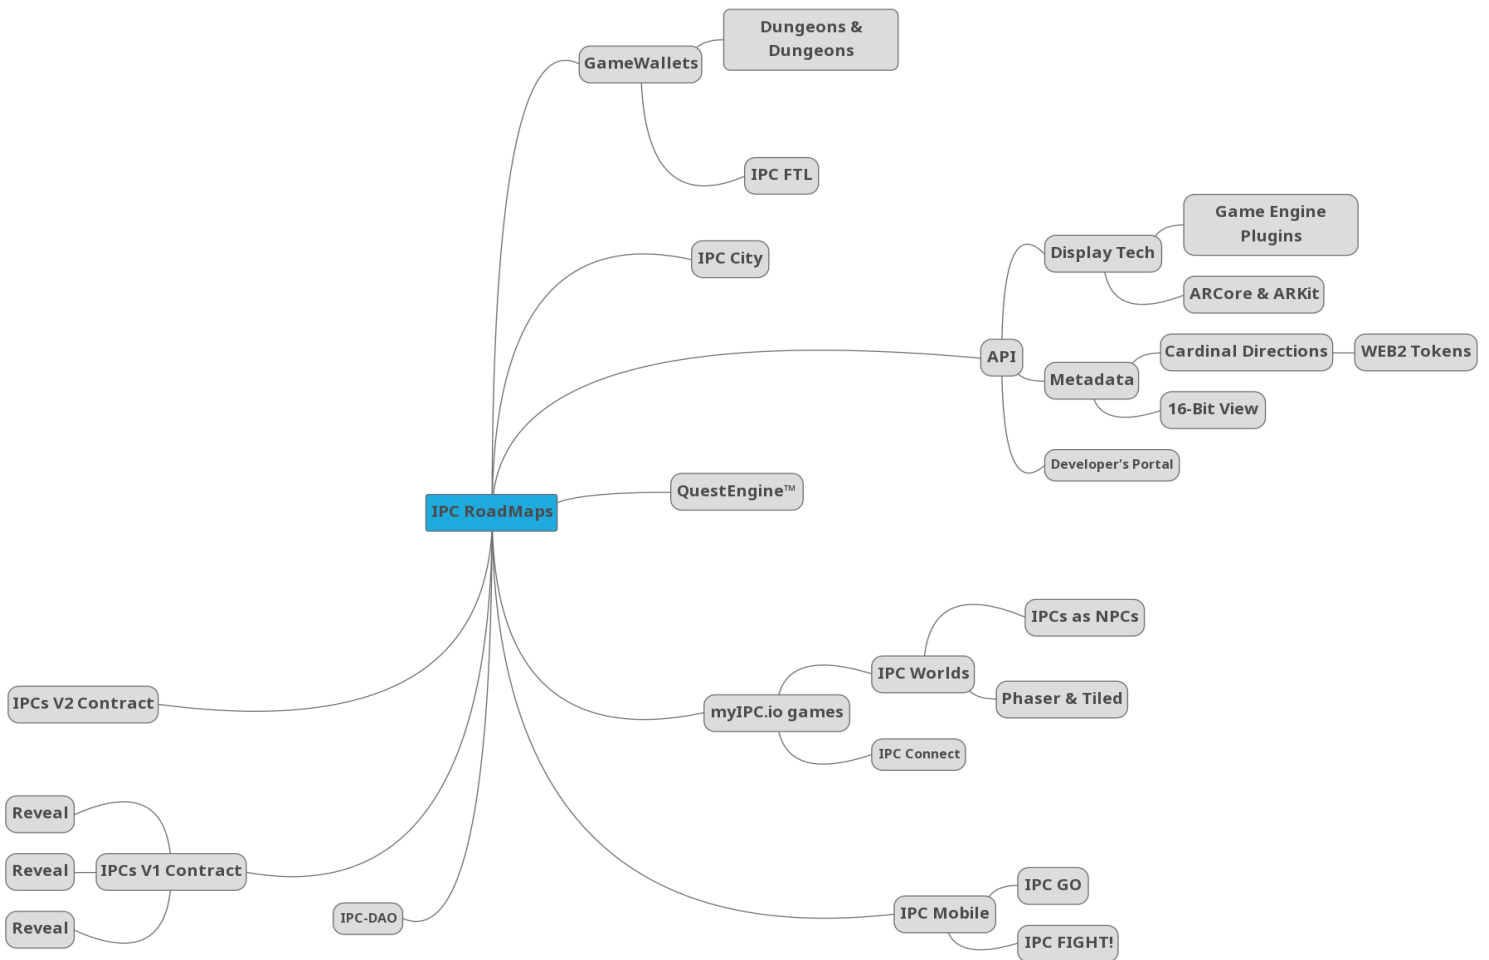 Dungeons &
Dungeons
GameWallets
IPC FTL
Game Engine
Plugins
Display Tech
IPC City
ARCore & ARKit
API
Cardinal Directions
WEB2 Tokens
Metadata
16-Bit View
Developer's Portal
QuestEngine™
IPC RoadMaps
IPCs as NPCs
IPC Worlds
Phaser & Tiled
IPCs V2 Contract
myIPC.io games
IPC Connect
Reveal
Reveal
IPCs V1 Contract
IPC GO
IPC-DAO
IPC Mobile
Reveal
IPC FIGHT!